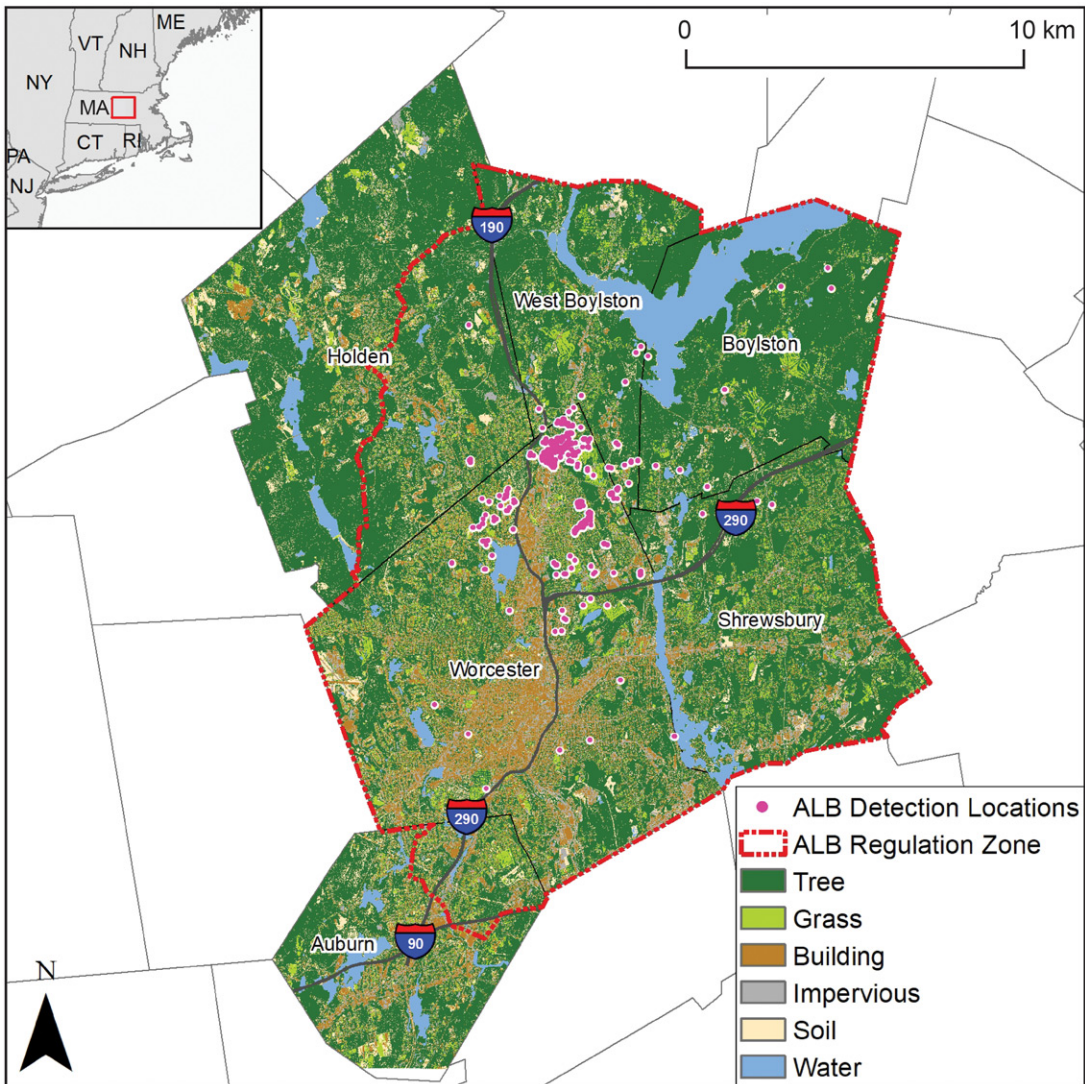 ME
VT
NH
NY
MA
CT
RI
PA
NJ
0
10 km
190
West Boylston
Boylston
Holden
290
Shrewsbury
Worcester
290
Auburn
90
N
ALB Detection Locations
ALB Regulation Zone
Tree
Grass
Building
Impervious
Soil
Water